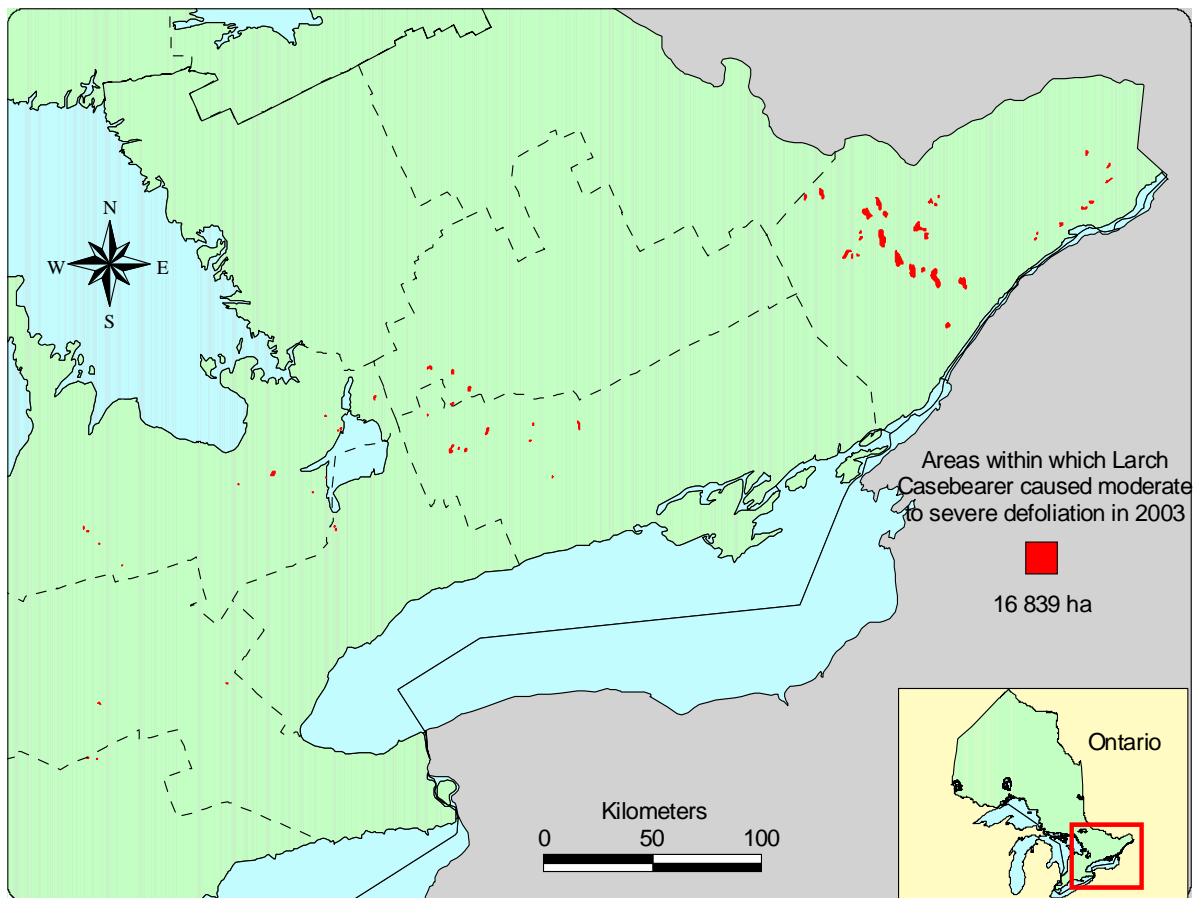 N
W
E
S
Areas within which Larch
Casebearer caused moderate
to severe defoliation in 2003
16 839 ha
Ontario
Kilometers
0 50 100